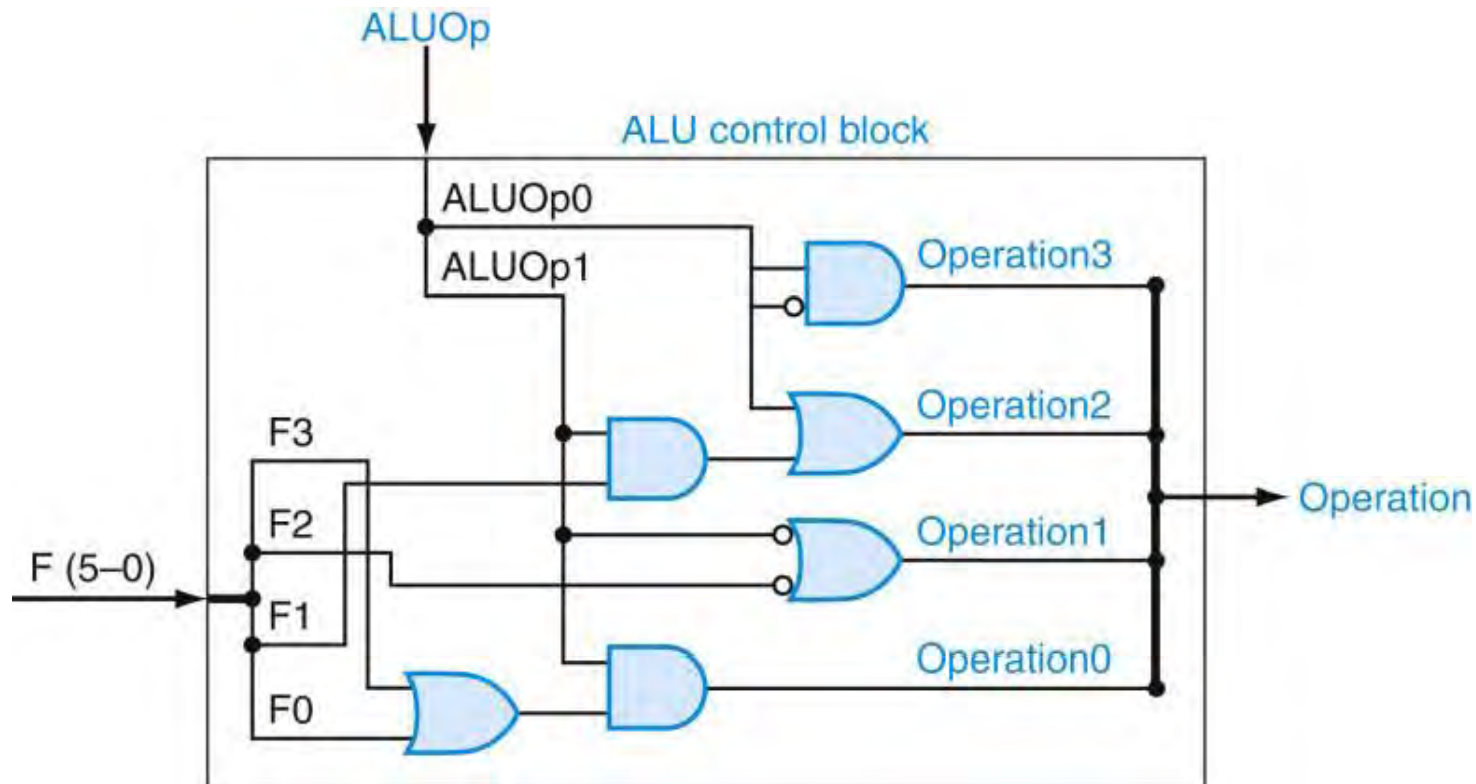 ALUOp
ALU control block
ALUOp0
ALUOp1
Operation3
Operation2
F3
F2
Operation1
Operation
F (5–0)
F1
Operation0
F0